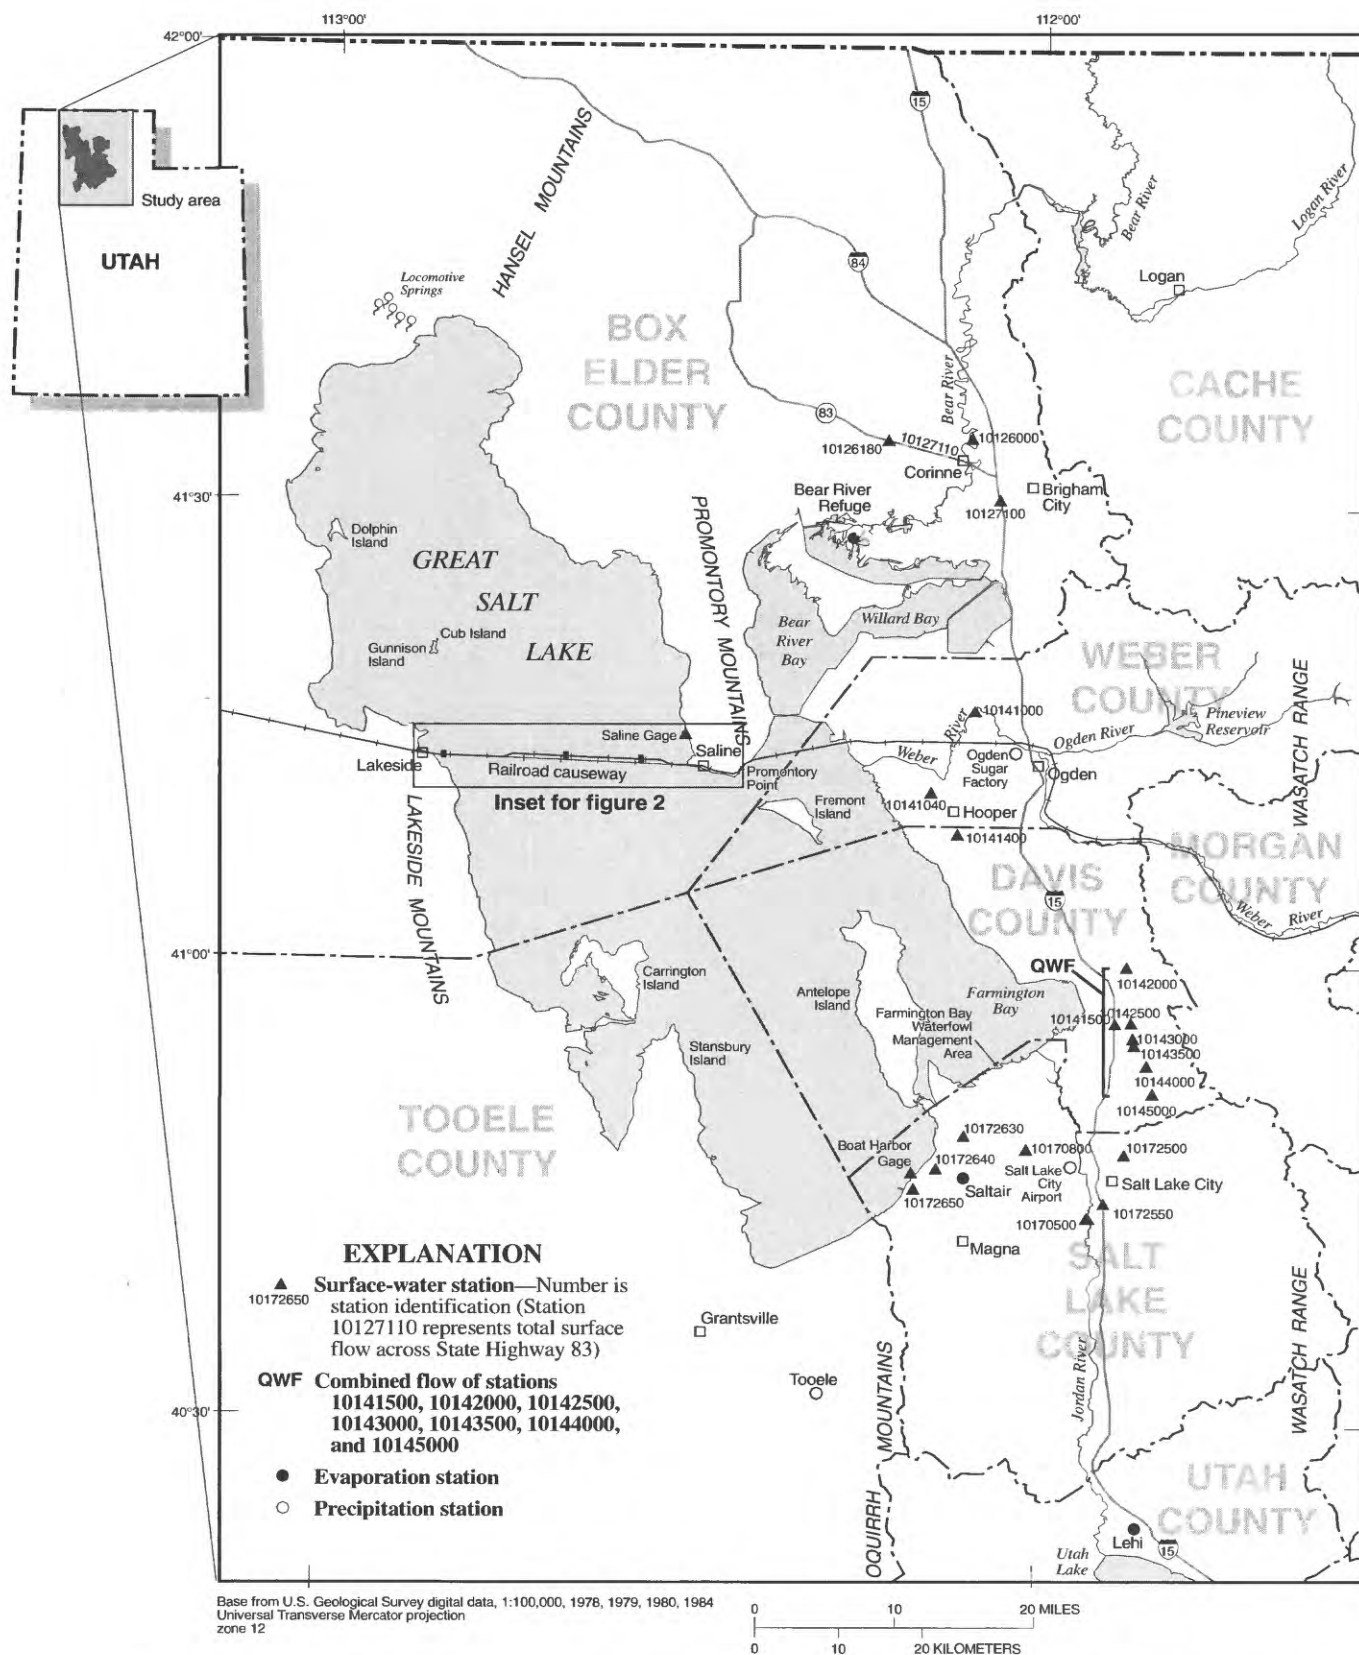 113°00'
112°00'
42°00'
15
HANSEL MOUNTAINS
Bear River
Logan River
Study area
UTAH
84
Locomotive
Springs
Logan
BOX
ELDER
COUNTY
Bear River
CACHE
COUNTY
83
10126180
10127110
10126000
Corinne
41°30'
Bear River
Refuge
Brigham
City
10127100
PROMONTORY MOUNTAINS
Dolphin
Island
GREAT
SALT
LAKE
Cub Island
Gunnison
Island
Bear
River
Bay
Willard Bay
WEBER
COUNTY
WASATCH RANGE
Pineview
Reservoir
10141000
Saline Gage
Saline
Weber
River
Ogden River
Lakeside
Railroad causeway
Promontory
Point
Ogden
Sugar
Factory
Ogden
Inset for figure 2
Fremont
Island
10141040
Hooper
10141400
LAKESIDE MOUNTAINS
DAVIS
COUNTY
MORGAN
COUNTY
15
Weber
River
41°00'
QWF
Carrington
Island
Antelope
Island
Farmington
Bay
Farmington Bay
Waterfowl
Management
Area
10142000
10141500
10142500
10143000
10143500
10144000
10145000
Stansbury
Island
TOOELE
COUNTY
Boat Harbor
Gage
10172630
10172640
10170800
10172500
Salt Lake
City
Airport
Saltair
Salt Lake City
10172650
10170500
10172550
Magna
SALT
LAKE
COUNTY
EXPLANATION
10172650
Surface-water station—Number is
station identification (Station
10127110 represents total surface
flow across State Highway 83)
Grantsville
Tooele
Jordan River
WASATCH RANGE
QWF Combined flow of stations
10141500, 10142000, 10142500,
10143000, 10143500, 10144000,
and 10145000
40°30'
Evaporation station
Precipitation station
OQUIRRH MOUNTAINS
UTAH
COUNTY
Lehi
15
Utah
Lake
Base from U.S. Geological Survey digital data, 1:100,000, 1978, 1979, 1980, 1984
Universal Transverse Mercator projection
zone 12
0 10 20 MILES
0 10 20 KILOMETERS